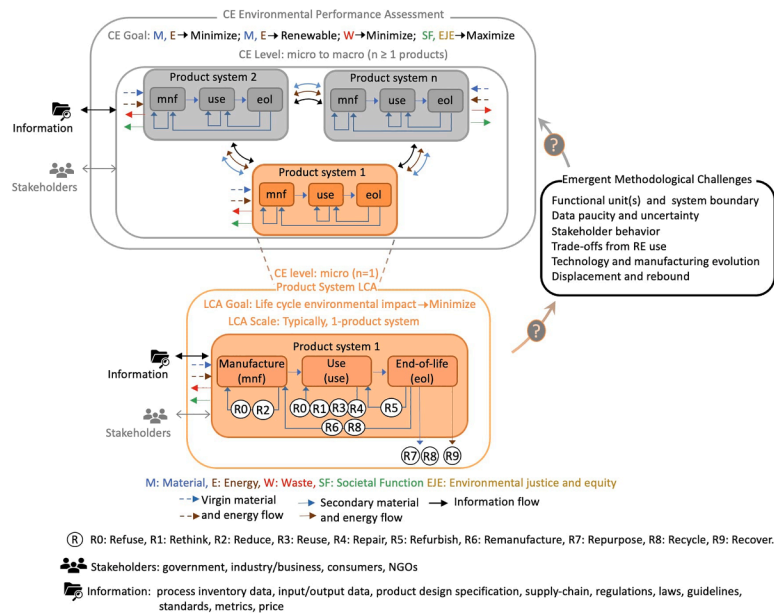 CE Environmental Performance Assessment
CE Goal: M, E→Minimize; M, E→Renewable; W→Minimize; SF, EJE→Maximize
CE Level: micro to macro (n ≥ 1 products)
Product system 2
mnf
use
eol
Product system n
mnf
use
eol
Information
Stakeholders
Product system 1
mnf
use
eol
?
Emergent Methodological Challenges
Functional unit(s) and system boundary
Data paucity and uncertainty
Stakeholder behavior
Trade-offs from RE use
Technology and manufacturing evolution
Displacement and rebound
?
CE level: micro (n=1)
Product System LCA
LCA Goal: Life cycle environmental impact→Minimize
LCA Scale: Typically, 1-product system
Product system 1
Manufacture
(mnf)
Use
(use)
End-of-life
(eol)
Information
Stakeholders
R0 R2 R0 R1 R3 R4 R5
R6 R8
R7 R8 R9
M: Material, E: Energy, W: Waste, SF: Societal Function EJE: Environmental justice and equity
Virgin material
and energy flow
Secondary material
and energy flow
Information flow
R R0: Refuse, R1: Rethink, R2: Reduce, R3: Reuse, R4: Repair, R5: Refurbish, R6: Remanufacture, R7: Repurpose, R8: Recycle, R9: Recover.
Stakeholders: government, industry/business, consumers, NGOs
Information: process inventory data, input/output data, product design specification, supply-chain, regulations, laws, guidelines,
standards, metrics, price